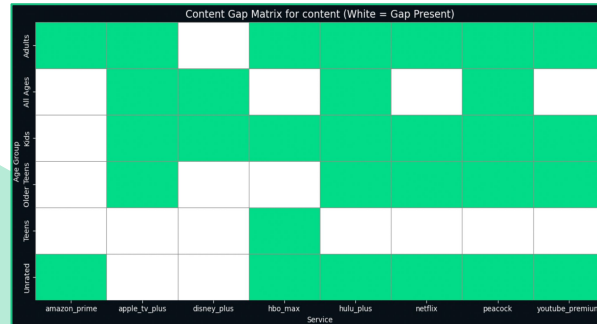 Content Gap Matrix for content (White = Gap Present)
Age Group
Adults
All Ages
Kids
Older Teens
Teens
Unrated
amazon_prime apple_tv_plus disney_plus hbo_max hulu_plus netflix peacock youtube_premium
Service